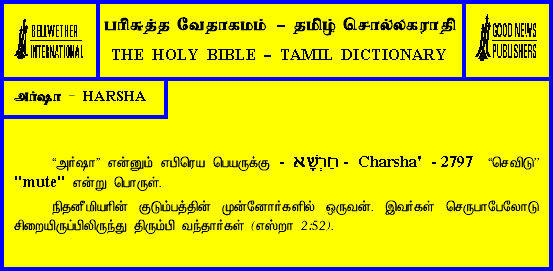 BELLWETHER
INTERNATIONAL
பரிசுத்த வேதாகமம் – தமிழ் சொல்லகராதி
THE HOLY BIBLE – TAMIL DICTIONARY
GOOD NEWS
PUBLISHERS
அர்ஷா - HARSHA
“அர்ஷா” என்னும் எபிரெய பெயருக்கு - חַרְשָׁא - Charsha' - 2797 “செவிடு”
"mute" என்று பொருள்.
நிதனீமியரின் குடும்பத்தின் முன்னோர்களில் ஒருவன். இவர்கள் செருபாபேலோடு
சிறையிருப்பிலிருந்து திரும்பி வந்தார்கள் (எஸ்றா 2:52).